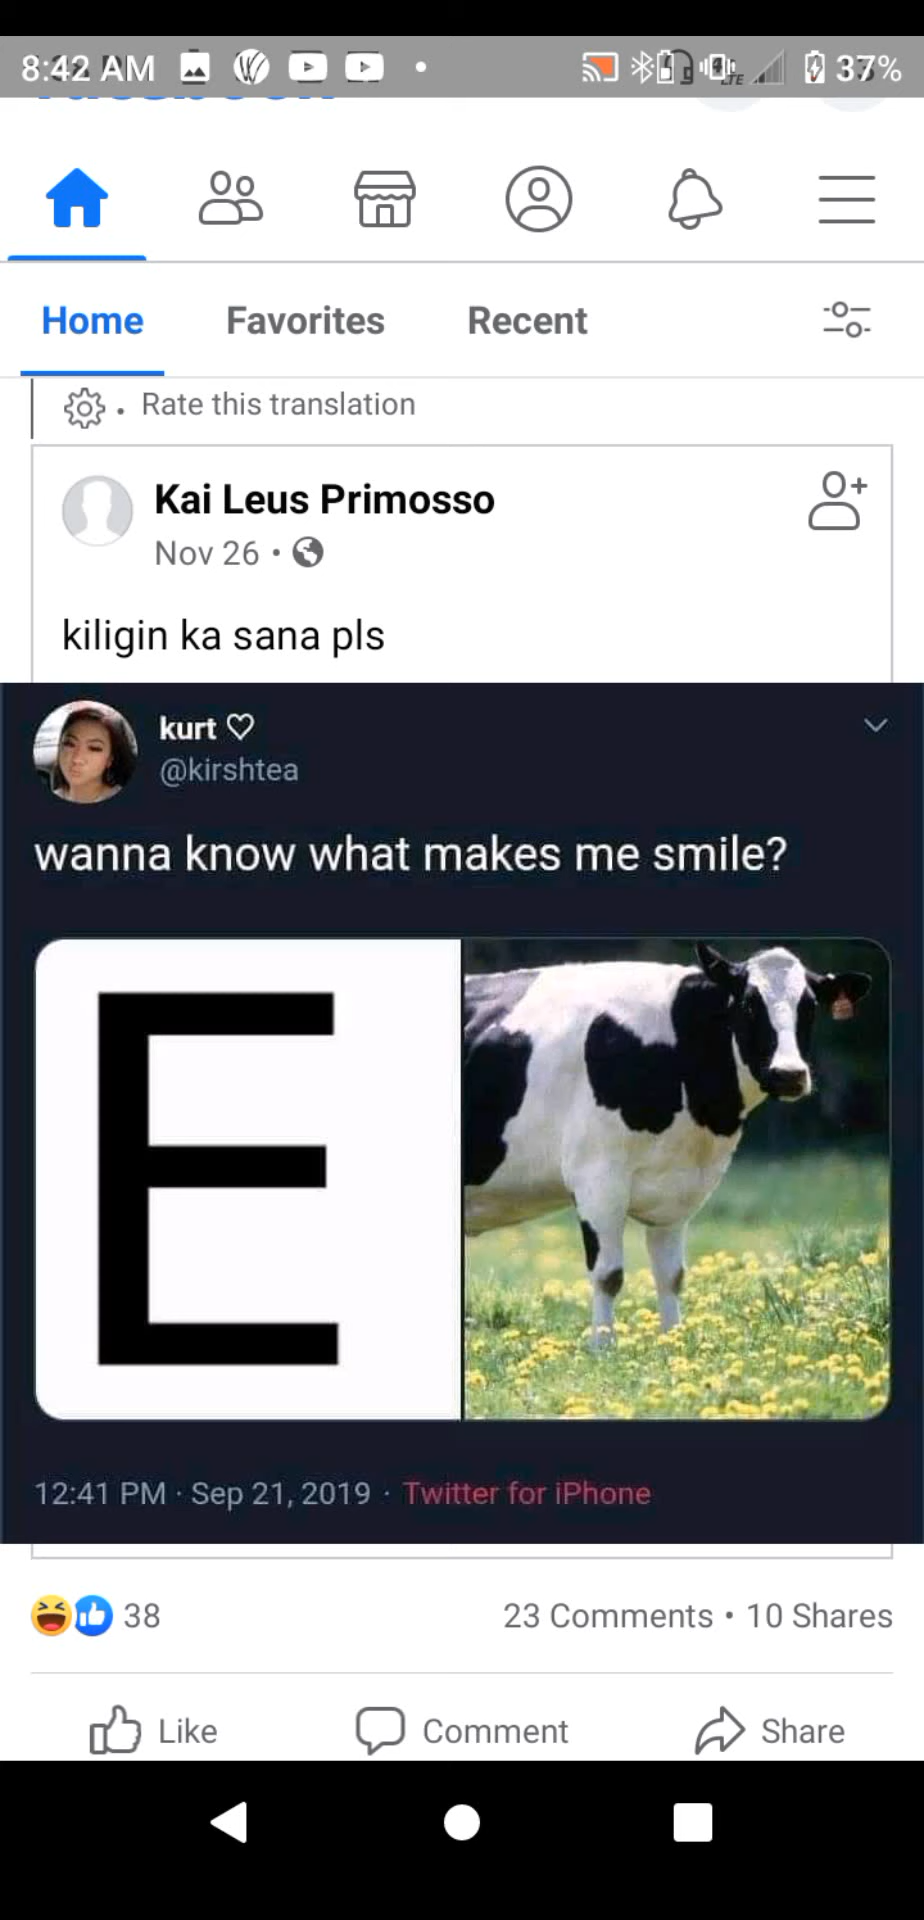 8:42 AM 37%
Home Favorites Recent
Rate this translation
Kai Leus Primosso
Nov 26 •
kiligin ka sana pls
kurt ♡
@kirshtea
wanna know what makes me smile?
E
12:41 PM · Sep 21, 2019 · Twitter for iPhone
38 23 Comments • 10 Shares
Like Comment Share